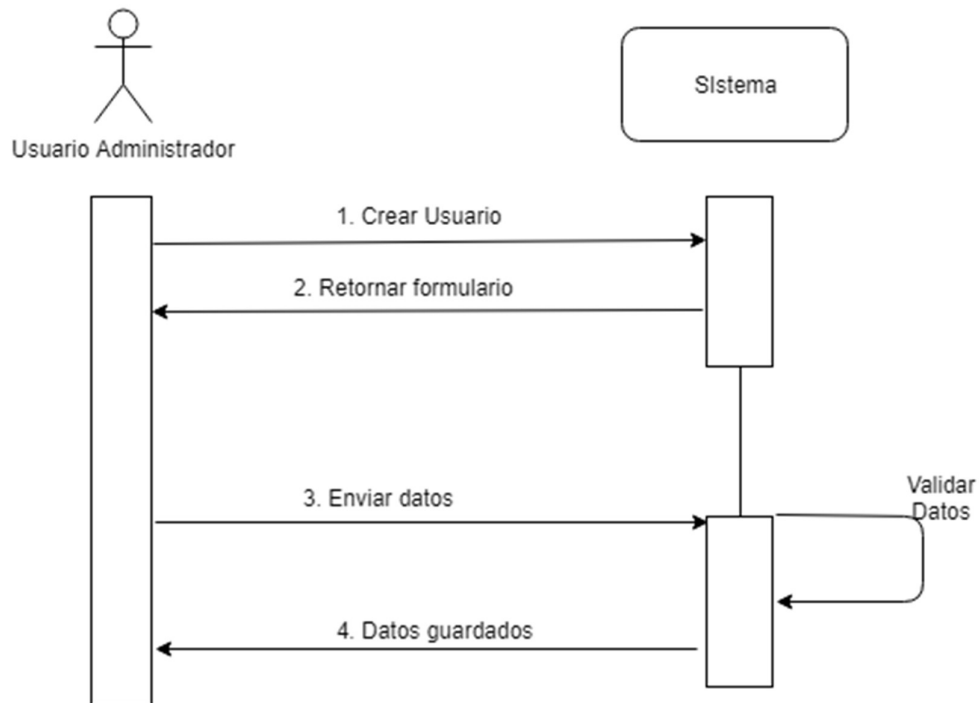 SIstema
Usuario Administrador
1. Crear Usuario
2. Retornar formulario
3. Enviar datos
Validar
Datos
4. Datos guardados